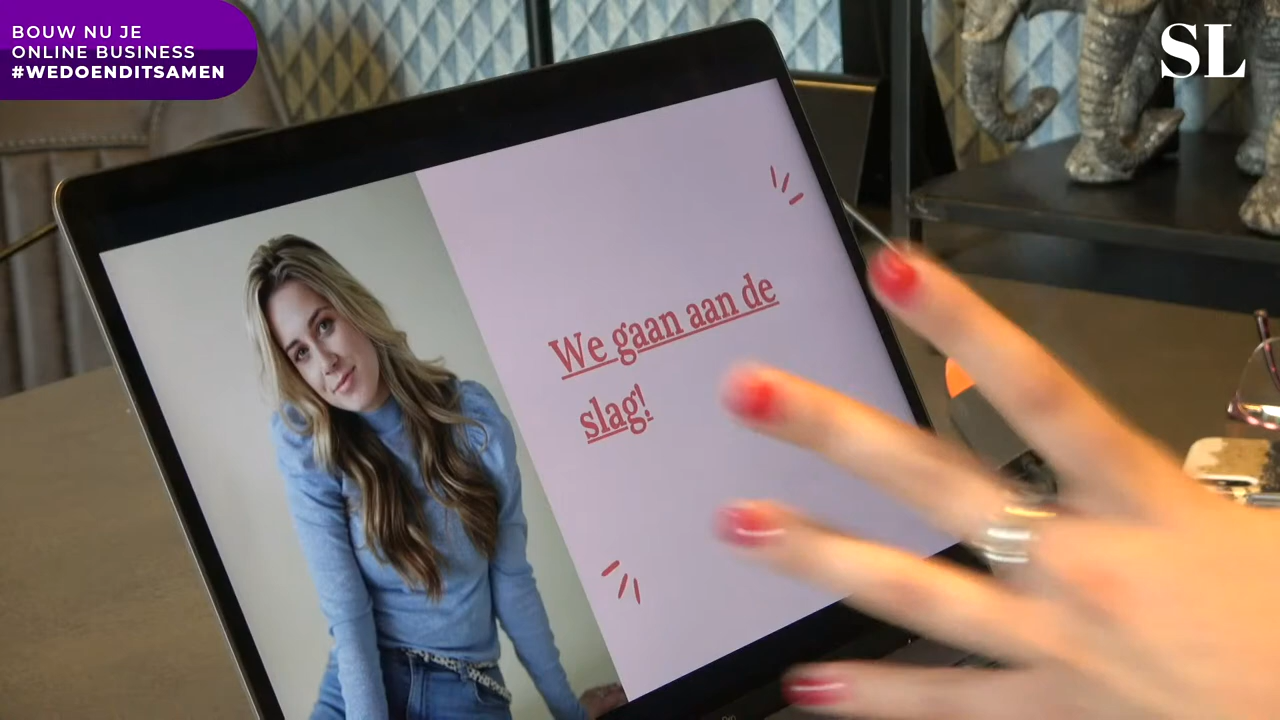 BOUW NU JE
ONLINE BUSINESS
#WEDOENDITSAMEN
SL
We gaan aan de
slag!